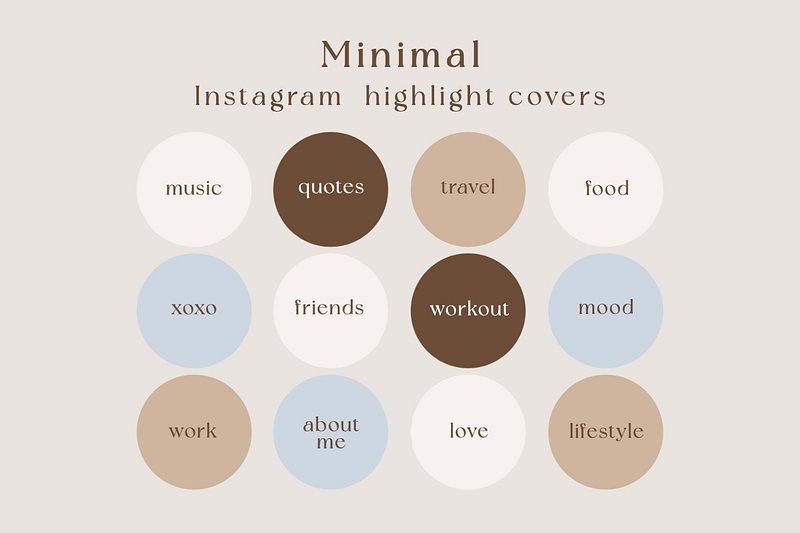 Minimal
Instagram highlight covers
music
quotes
travel
food
xoxo
friends
workout
mood
work
about
me
love
lifestyle